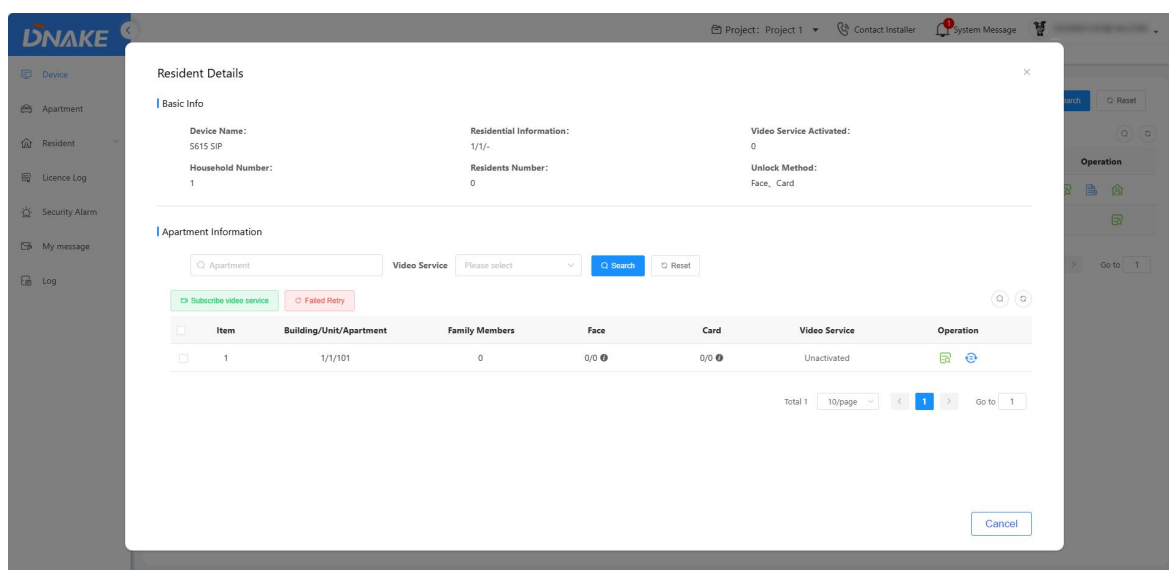 DNAKE
Project: Project 1
Contact Installer
1
System Message
Device
Apartment
Resident
Licence Log
Security Alarm
My message
Log
Reset
Operation
Go to 1
Resident Details
Basic Info
Device Name: Residential Information: Video Service Activated:
S615 SIP 1/1/- 0
Household Number: Residents Number: Unlock Method:
1 0 Face、Card
Apartment Information
Apartment Video Service Please select Search Reset
Subscribe video service Failed Retry
Item Building/Unit/Apartment Family Members Face Card Video Service Operation
1 1/1/101 0 0/0 0/0 Unactivated
Total 1 10/page < 1 > Go to 1
Cancel